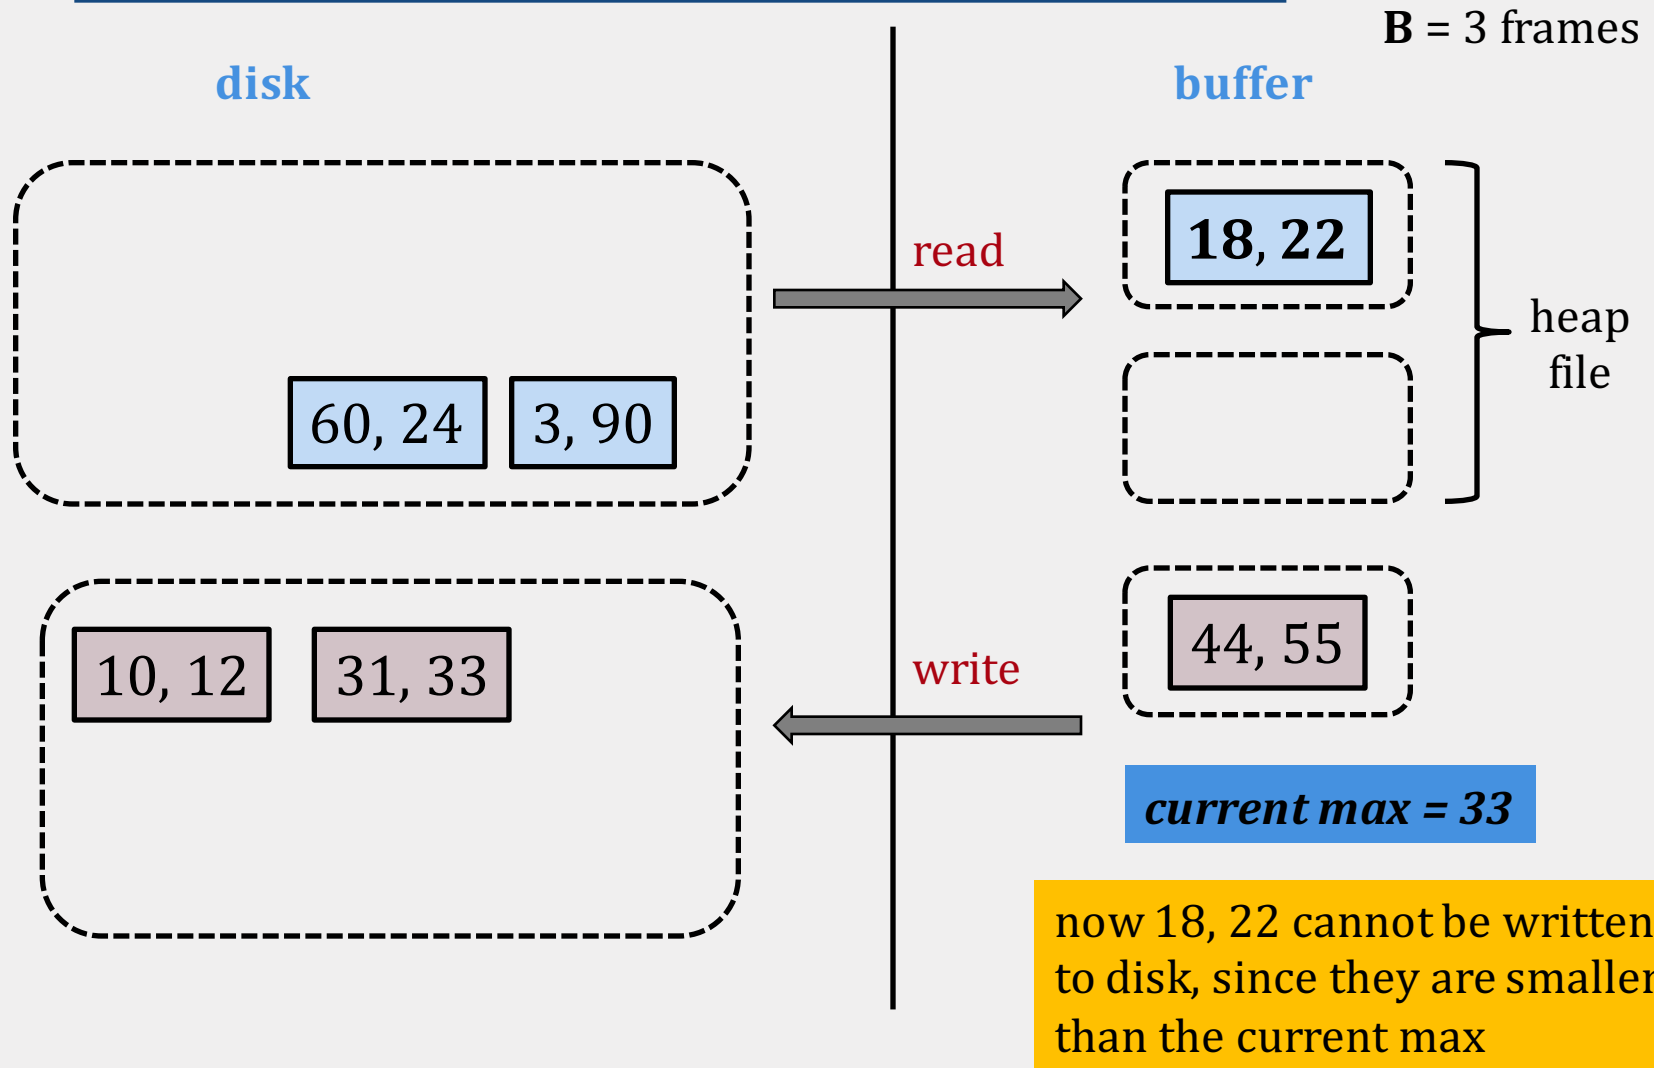 B = 3 frames
disk
buffer
18, 22
read
heap
file
60, 24
3, 90
10, 12
31, 33
write
44, 55
current max = 33
now 18, 22 cannot be written
to disk, since they are smaller
than the current max